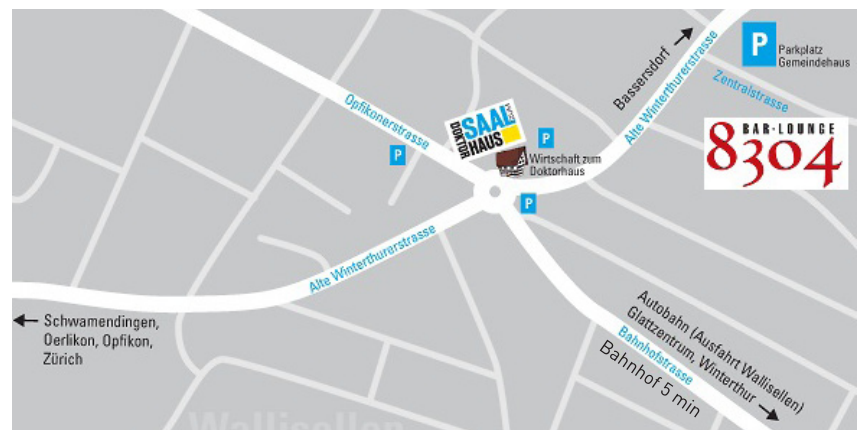 Bassersdorf
Alte Winterthurerstrasse
P
Parkplatz
Gemeindehaus
Zentralstrasse
BAR·LOUNGE
8304
Opfikonerstrasse
DOKTOR
HAUS
SAAL
P
P
Wirtschaft zum
Doktorhaus
P
Alte Winterthurerstrasse
Schwamendingen,
Oerlikon, Opfikon,
Zürich
Autobahn (Ausfahrt Wallisellen)
Glattzentrum, Winterthur
Bahnhofstrasse
Bahnhof 5 min
Wallisellen